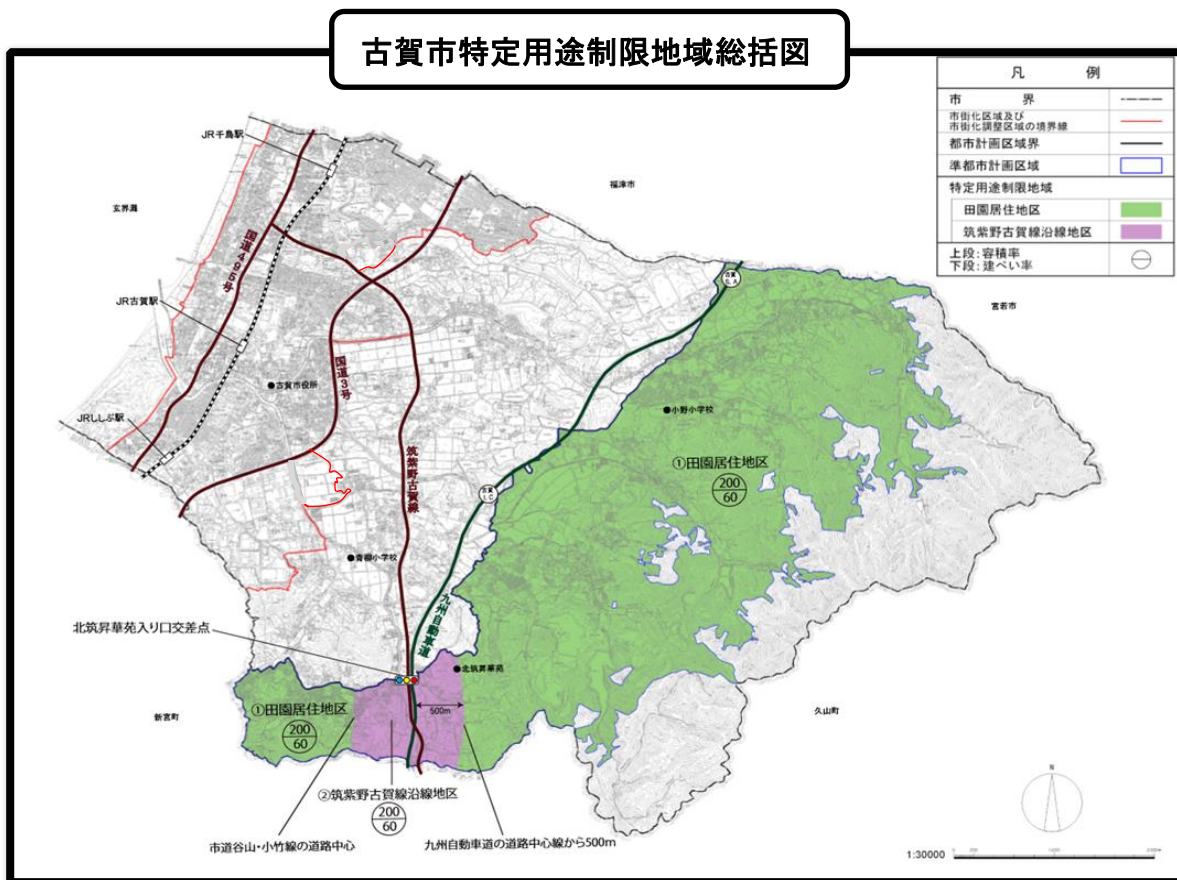 古賀市特定用途制限地域総括図
凡 例
市 界
市街化区域及び
市街化調整区域の境界線
都市計画区域界
準都市計画区域
特定用途制限地域
田園居住地区
筑紫野古賀線沿線地区
上段:容積率
下段:建ぺい率
JR千鳥駅
福津市
玄界灘
国道495号
古賀
S.A
宮若市
JR古賀駅
国道3号
●古賀市役所
●小野小学校
JRししぶ駅
筑紫野古賀線
①田園居住地区
200
60
古賀
I.C
●青柳小学校
九州自動車道
北筑昇華苑入り口交差点
●北筑昇華苑
500m
①田園居住地区
200
60
新宮町
久山町
②筑紫野古賀線沿線地区
200
60
市道谷山・小竹線の道路中心
九州自動車道の道路中心線から500m
N
1:30000